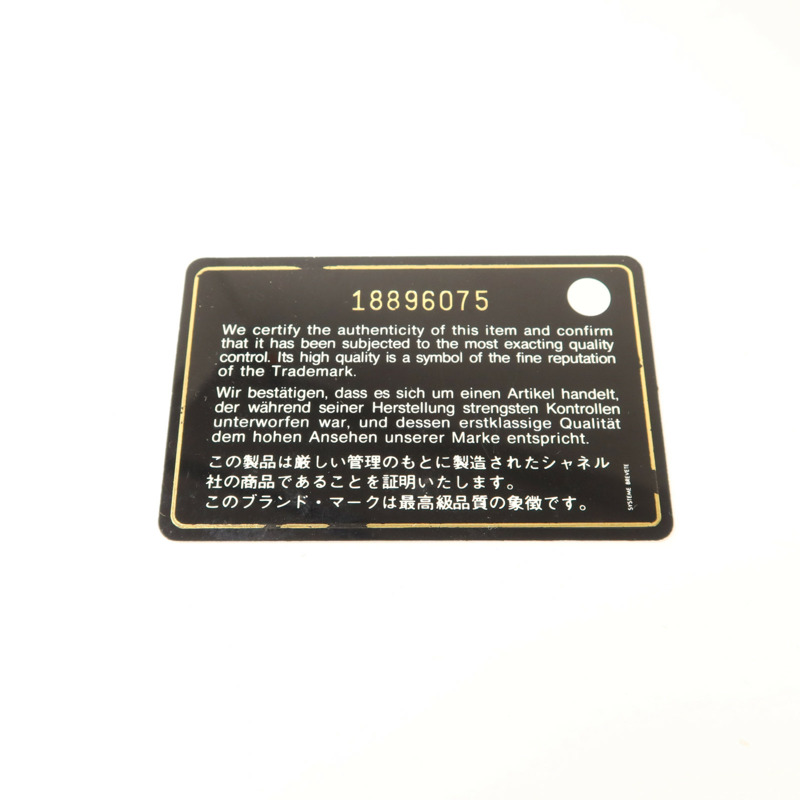 18896075
We certify the authenticity of this item and confirm
that it has been subjected to the most exacting quality
control. Its high quality is a symbol of the fine reputation
of the Trademark.
Wir bestätigen, dass es sich um einen Artikel handelt,
der während seiner Herstellung strengsten Kontrollen
unterworfen war, und dessen erstklassige Qualität
dem hohen Ansehen unserer Marke entspricht.
この製品は厳しい管理のもとに製造されたシャネル
社の商品であることを証明いたします。
このブランド・マークは最高級品質の象徴です。
SYSTEME BREVETE